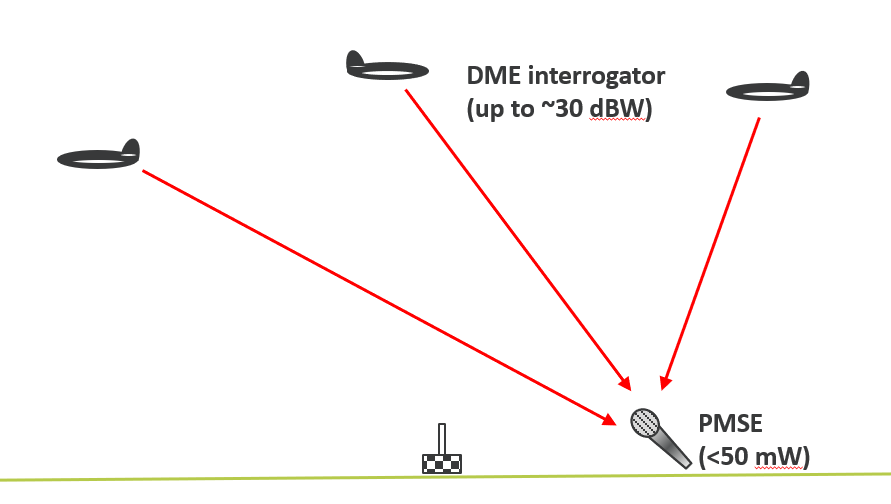 DME interrogator
(up to ~30 dBW)
PMSE
(<50 mW)